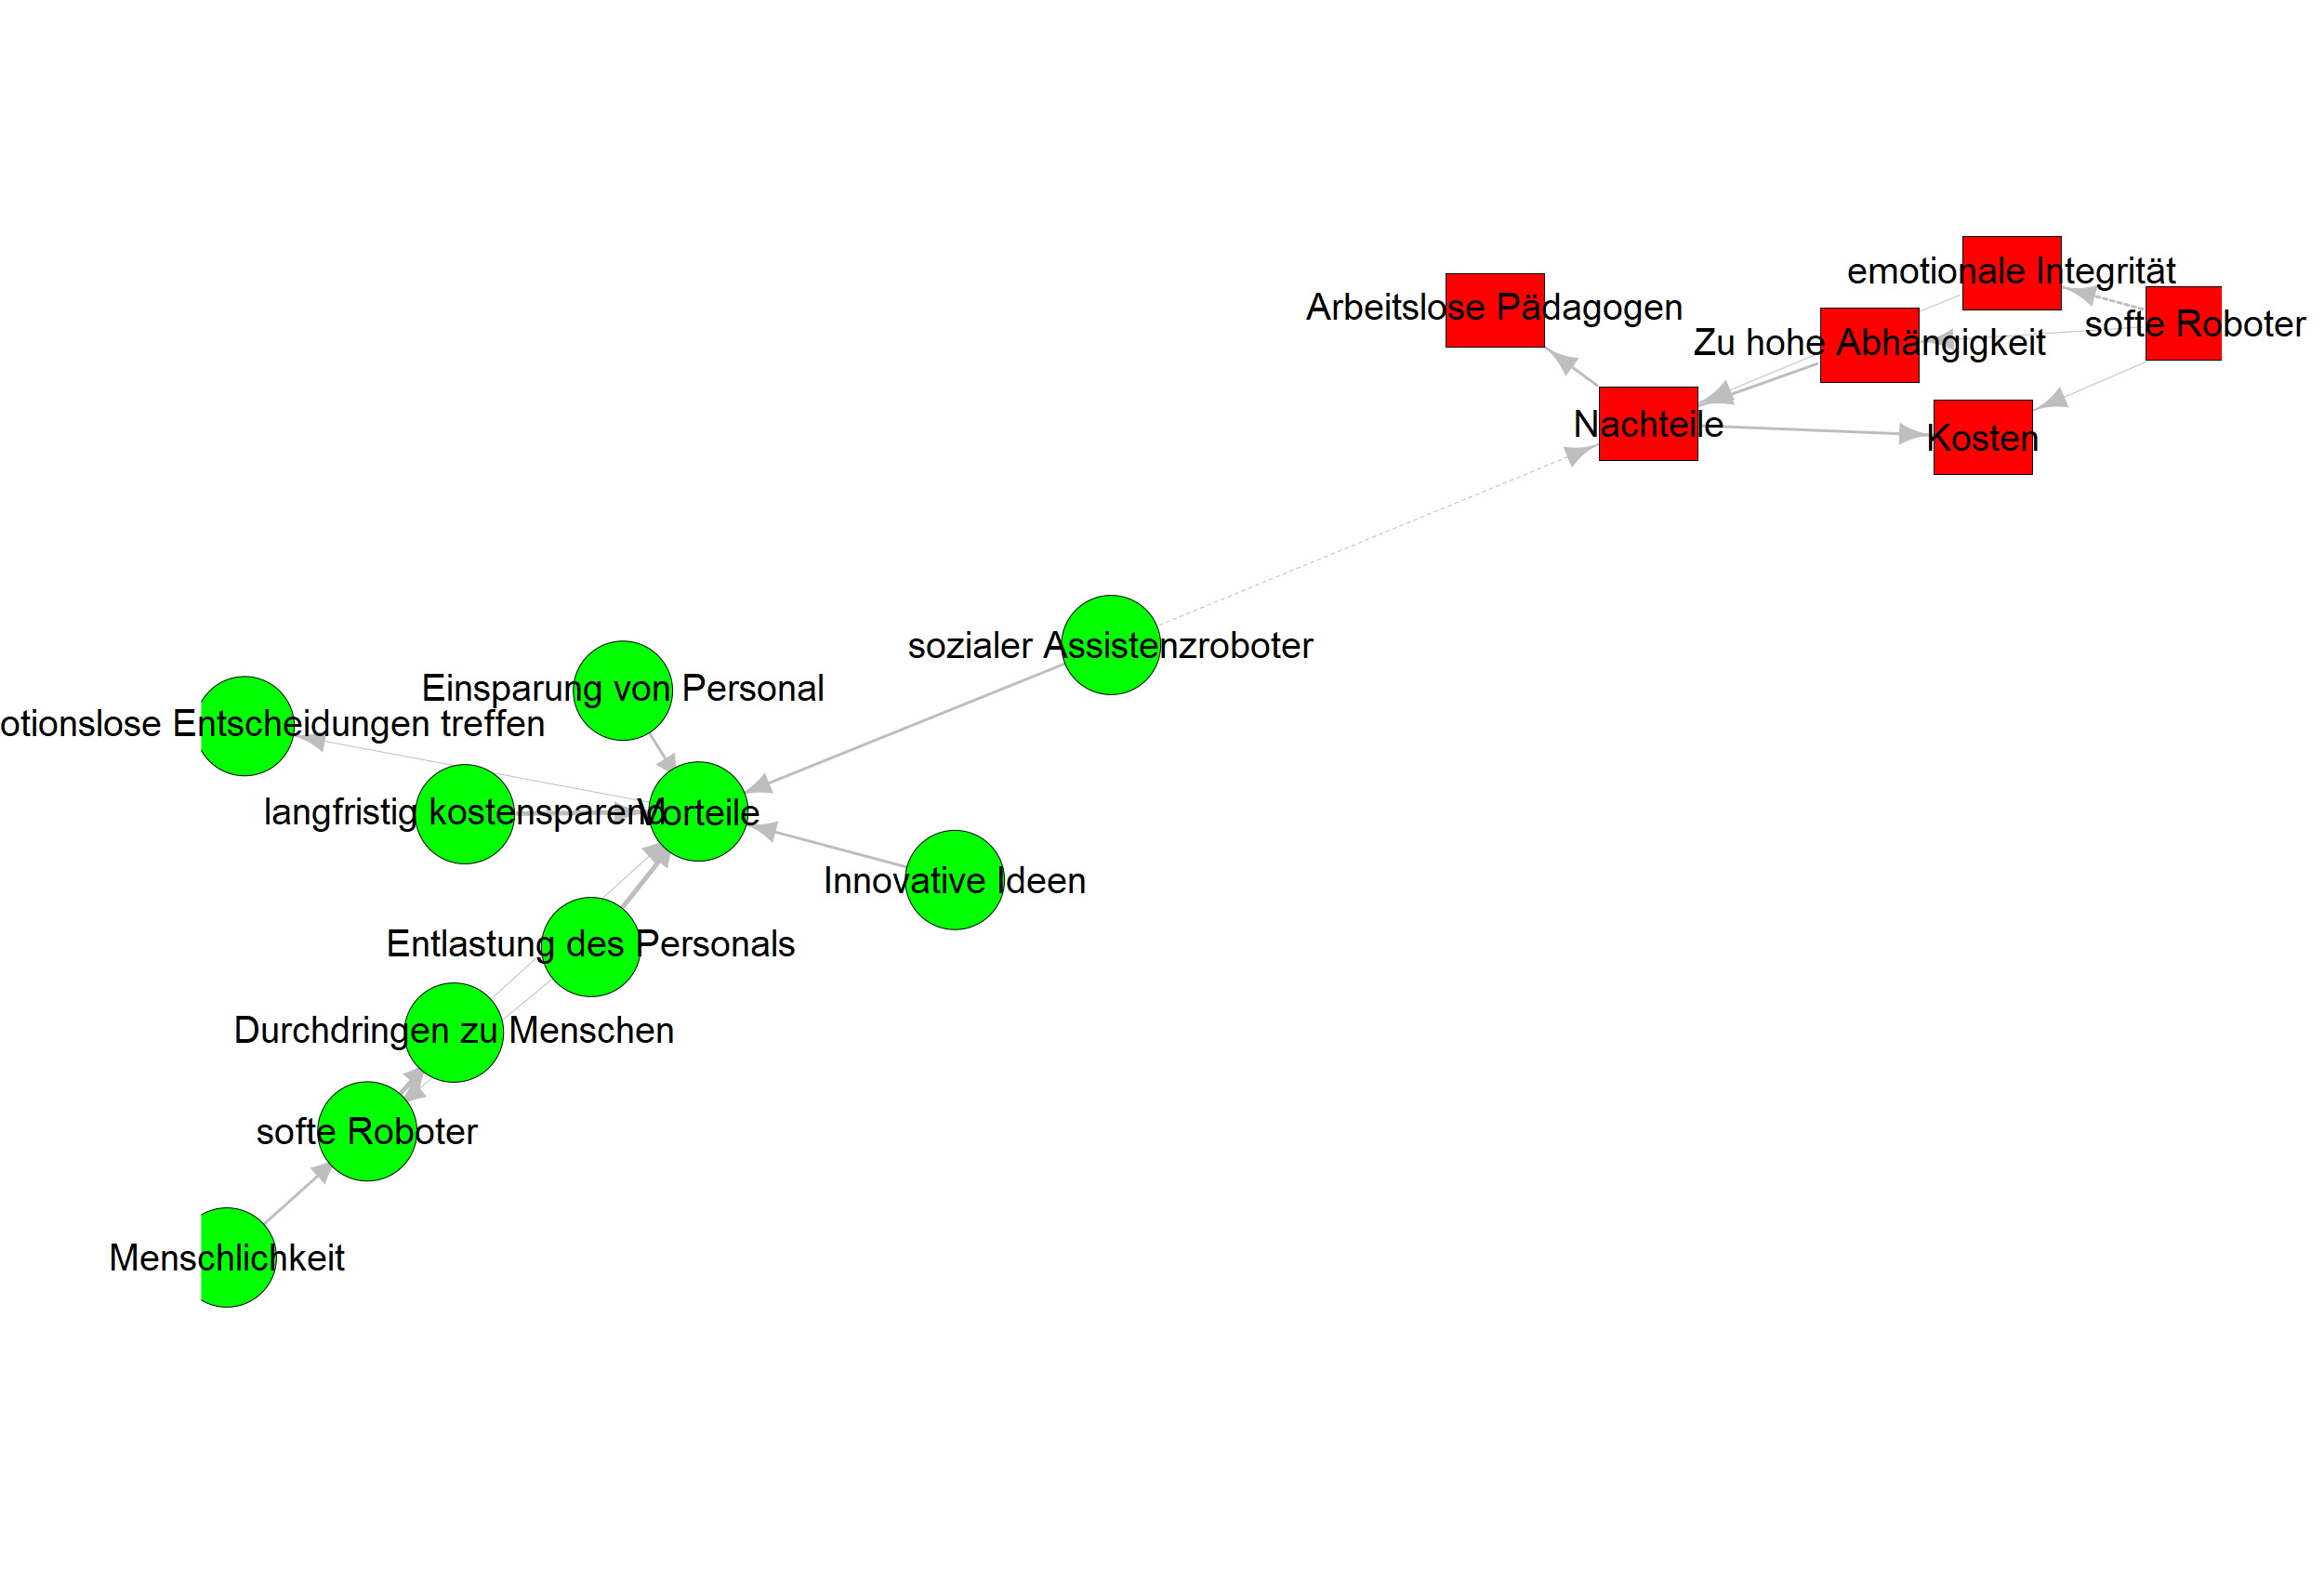 emotionale Integrität
Arbeitslose Pädagogen
softe Roboter
Zu hohe Abhängigkeit
Nachteile
Kosten
sozialer Assistenzroboter
Einsparung von Personal
otionslose Entscheidungen treffen
langfristig kostensparend
Vorteile
Innovative Ideen
Entlastung des Personals
Durchdringen zu Menschen
softe Roboter
Menschlichkeit